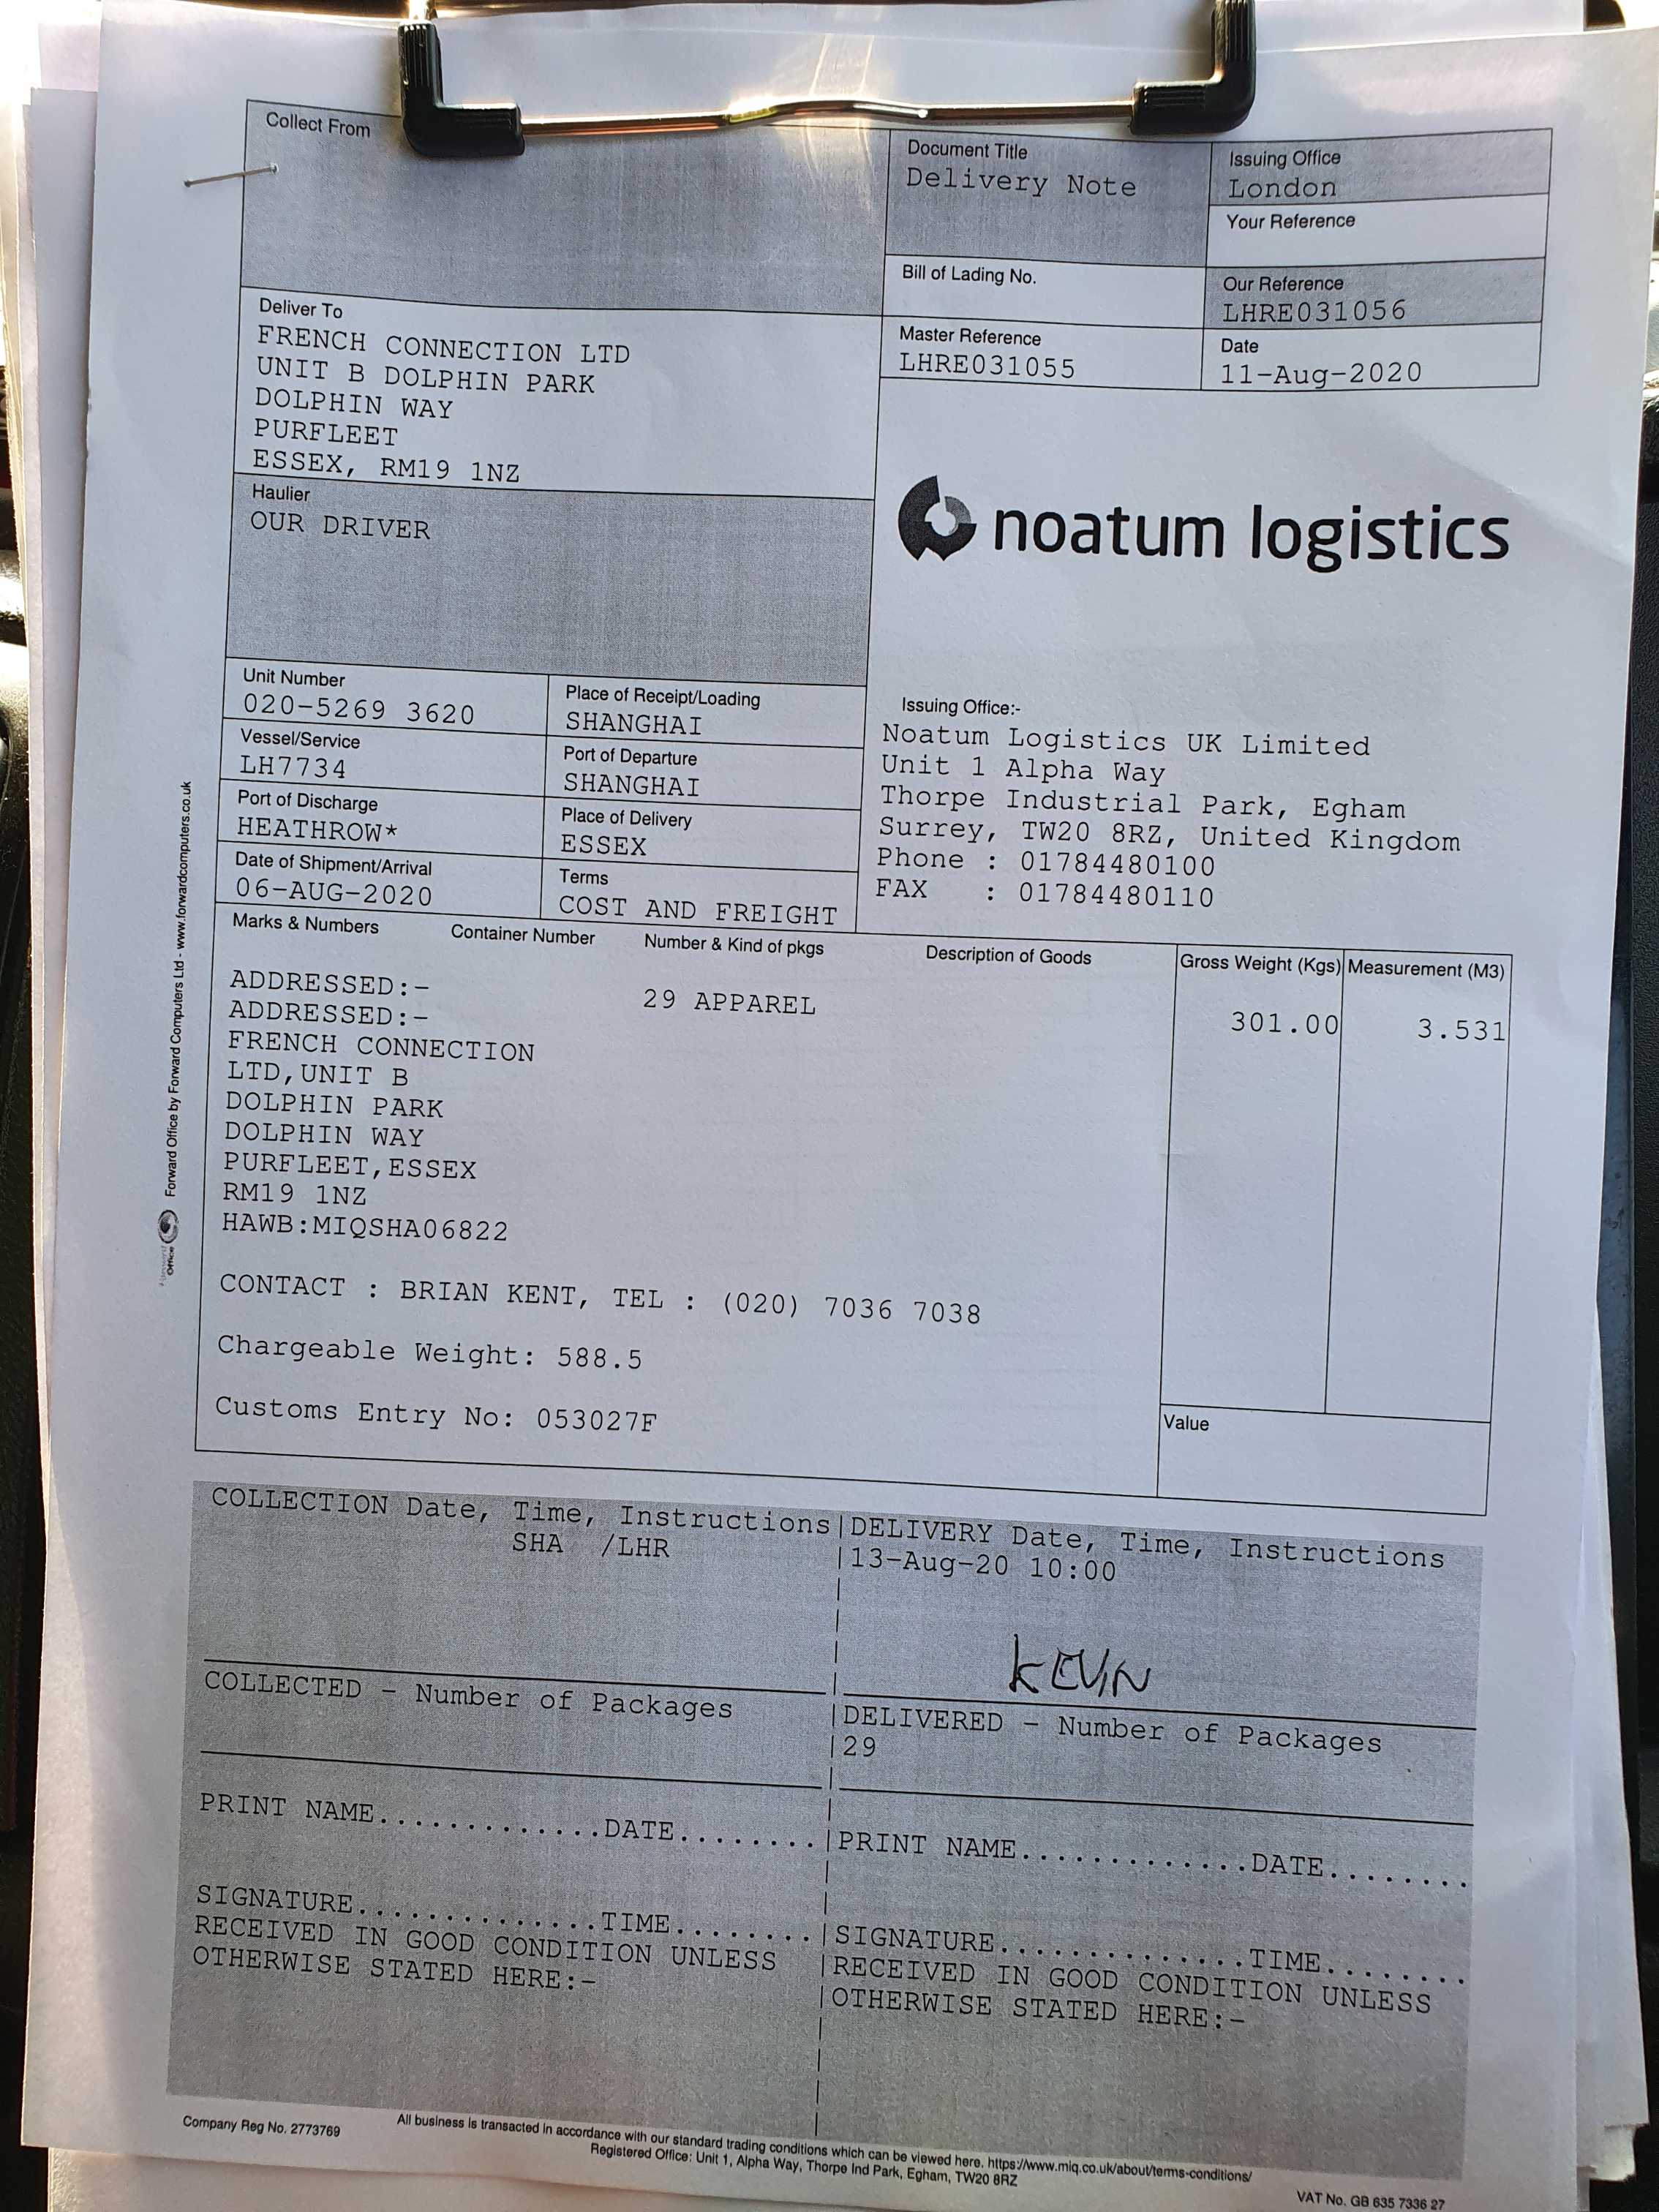 Collect From
Document Title
Delivery Note
Issuing Office
London
Your Reference
Bill of Lading No.
Our Reference
LHRE031056
Master Reference
LHRE031055
Date
11-Aug-2020
Deliver To
FRENCH CONNECTION LTD
UNIT B DOLPHIN PARK
DOLPHIN WAY
PURFLEET
ESSEX, RM19 1NZ
Haulier
OUR DRIVER
noatum logistics
Unit Number
020-5269 3620
Place of Receipt/Loading
SHANGHAI
Vessel/Service
LH7734
Port of Departure
SHANGHAI
Port of Discharge
HEATHROW*
Place of Delivery
ESSEX
Date of Shipment/Arrival
06-AUG-2020
Terms
COST AND FREIGHT
Issuing Office:-
Noatum Logistics UK Limited
Unit 1 Alpha Way
Thorpe Industrial Park, Egham
Surrey, TW20 8RZ, United Kingdom
Phone : 01784480100
FAX : 01784480110
Marks & Numbers Container Number Number & Kind of pkgs Description of Goods Gross Weight (Kgs) Measurement (M3)
ADDRESSED:-
29 APPAREL 301.00 3.531
ADDRESSED:-
FRENCH CONNECTION
LTD,UNIT B
DOLPHIN PARK
DOLPHIN WAY
PURFLEET,ESSEX
RM19 1NZ
HAWB:MIQSHA06822
CONTACT : BRIAN KENT, TEL : (020) 7036 7038
Chargeable Weight: 588.5
Customs Entry No: 053027F
Value
COLLECTION Date, Time, Instructions
SHA /LHR
COLLECTED - Number of Packages
PRINT NAME.............DATE........
SIGNATURE..............TIME........
RECEIVED IN GOOD CONDITION UNLESS
OTHERWISE STATED HERE:-
DELIVERY Date, Time, Instructions
13-Aug-20 10:00
KEVIN
DELIVERED - Number of Packages
29
PRINT NAME.............DATE........
SIGNATURE..............TIME........
RECEIVED IN GOOD CONDITION UNLESS
OTHERWISE STATED HERE:-
Forward Office by Forward Computers Ltd - www.forwardcomputers.co.uk
Office
Company Reg No. 2773769
All business is transacted in accordance with our standard trading conditions which can be viewed here. https://www.miq.co.uk/about/terms-conditions/
Registered Office: Unit 1, Alpha Way, Thorpe Ind Park, Egham, TW20 8RZ
VAT No. GB 635 7336 27